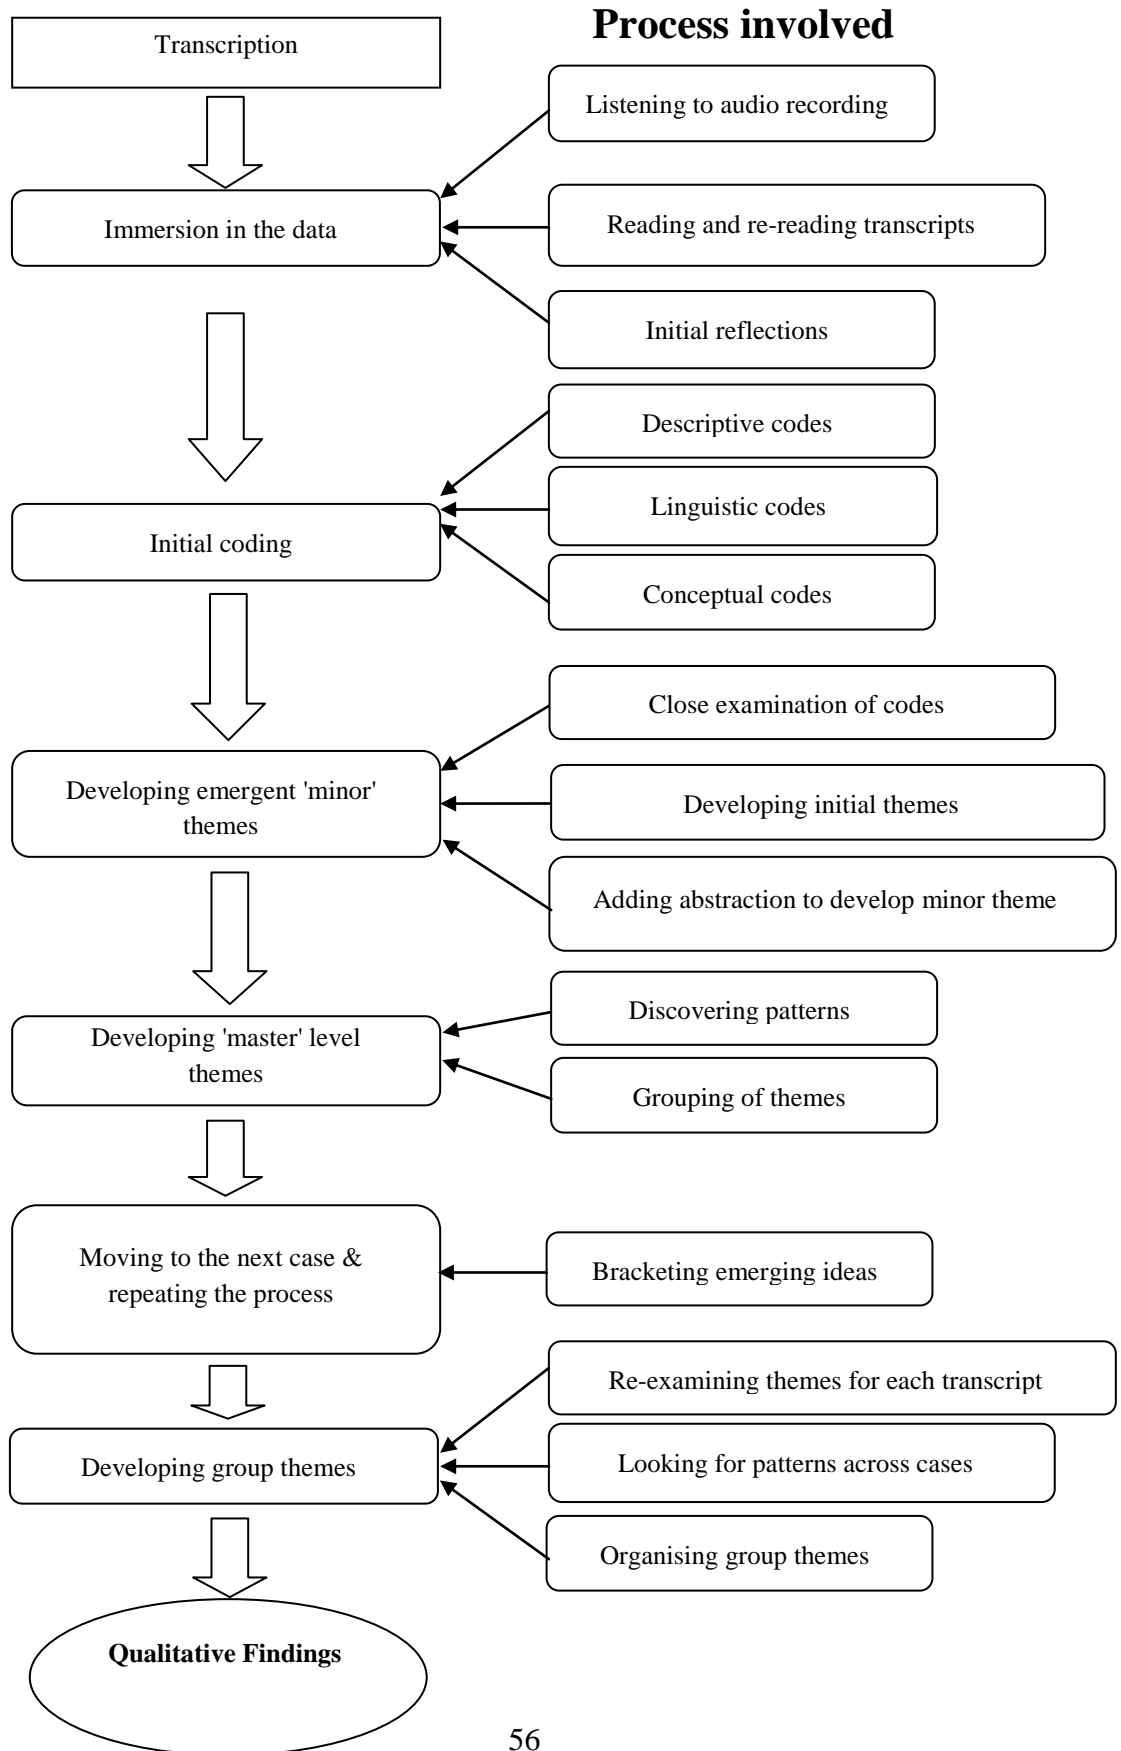 Process involved
Transcription
Listening to audio recording
Immersion in the data
Reading and re-reading transcripts
Initial reflections
Descriptive codes
Linguistic codes
Initial coding
Conceptual codes
Close examination of codes
Developing emergent 'minor'
themes
Developing initial themes
Adding abstraction to develop minor theme
Discovering patterns
Developing 'master' level
themes
Grouping of themes
Moving to the next case &
repeating the process
Bracketing emerging ideas
Re-examining themes for each transcript
Developing group themes
Looking for patterns across cases
Organising group themes
Qualitative Findings
56